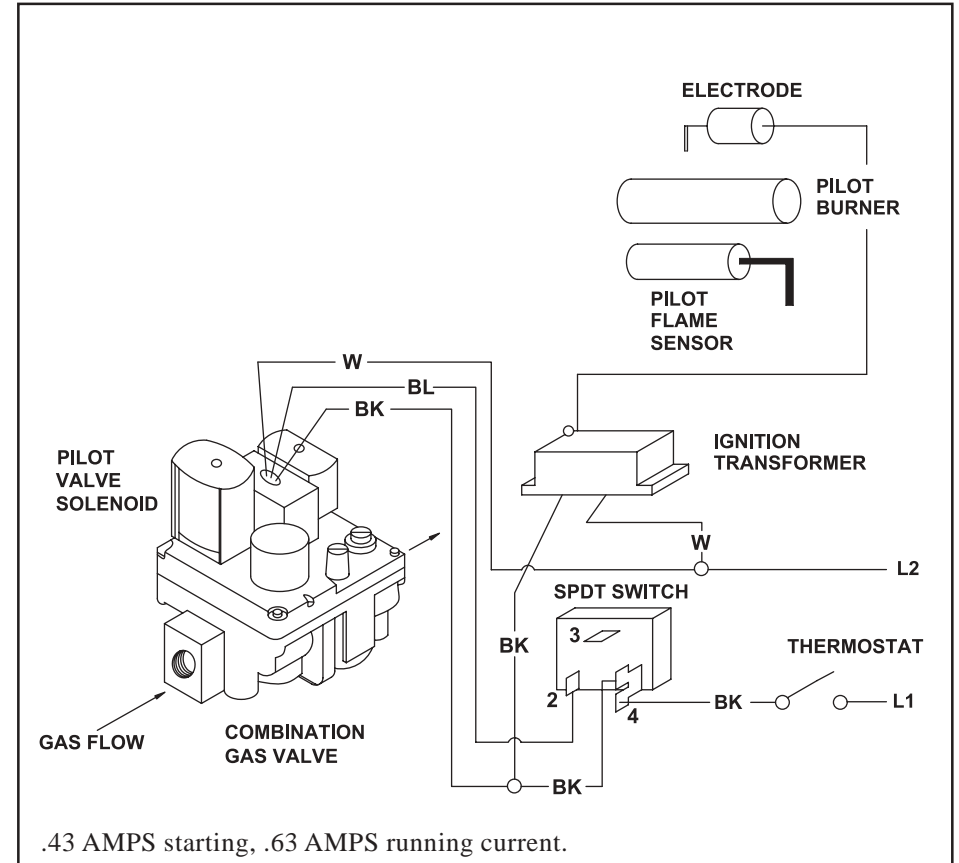 ELECTRODE
PILOT
BURNER
PILOT
FLAME
SENSOR
W
BL
BK
PILOT
VALVE
SOLENOID
IGNITION
TRANSFORMER
W
L2
SPDT SWITCH
BK
3
THERMOSTAT
2
4
BK
L1
GAS FLOW
COMBINATION
GAS VALVE
BK
.43 AMPS starting, .63 AMPS running current.